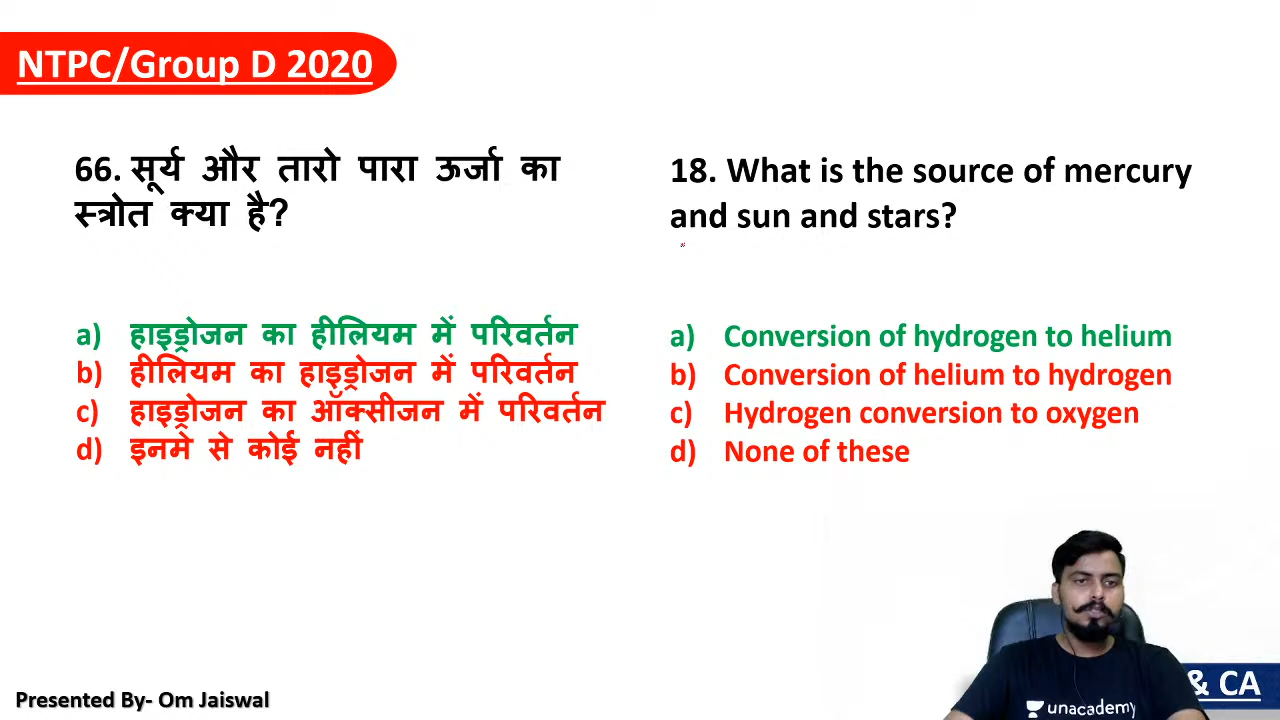 NTPC/Group D 2020
66. सूर्य और तारो पारा ऊर्जा का
स्त्रोत क्या है?
a) हाइड्रोजन का हीलियम में परिवर्तन
b) हीलियम का हाइड्रोजन में परिवर्तन
c) हाइड्रोजन का ऑक्सीजन में परिवर्तन
d) इनमे से कोई नहीं
18. What is the source of mercury
and sun and stars?
a) Conversion of hydrogen to helium
b) Conversion of helium to hydrogen
c) Hydrogen conversion to oxygen
d) None of these
& CA
unacademy
Presented By- Om Jaiswal